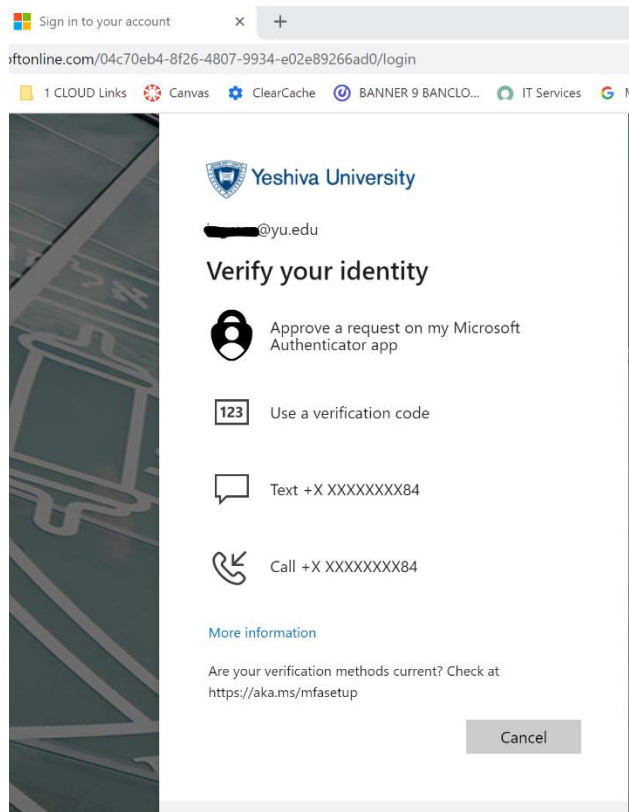 Sign in to your account
oftonline.com/04c70eb4-8f26-4807-9934-e02e89266ad0/login
1 CLOUD Links Canvas ClearCache BANNER 9 BANCLO... IT Services
Yeshiva University
@yu.edu
Verify your identity
Approve a request on my Microsoft
Authenticator app
123 Use a verification code
Text +X XXXXXXXX84
Call +X XXXXXXXX84
More information
Are your verification methods current? Check at
https://aka.ms/mfasetup
Cancel